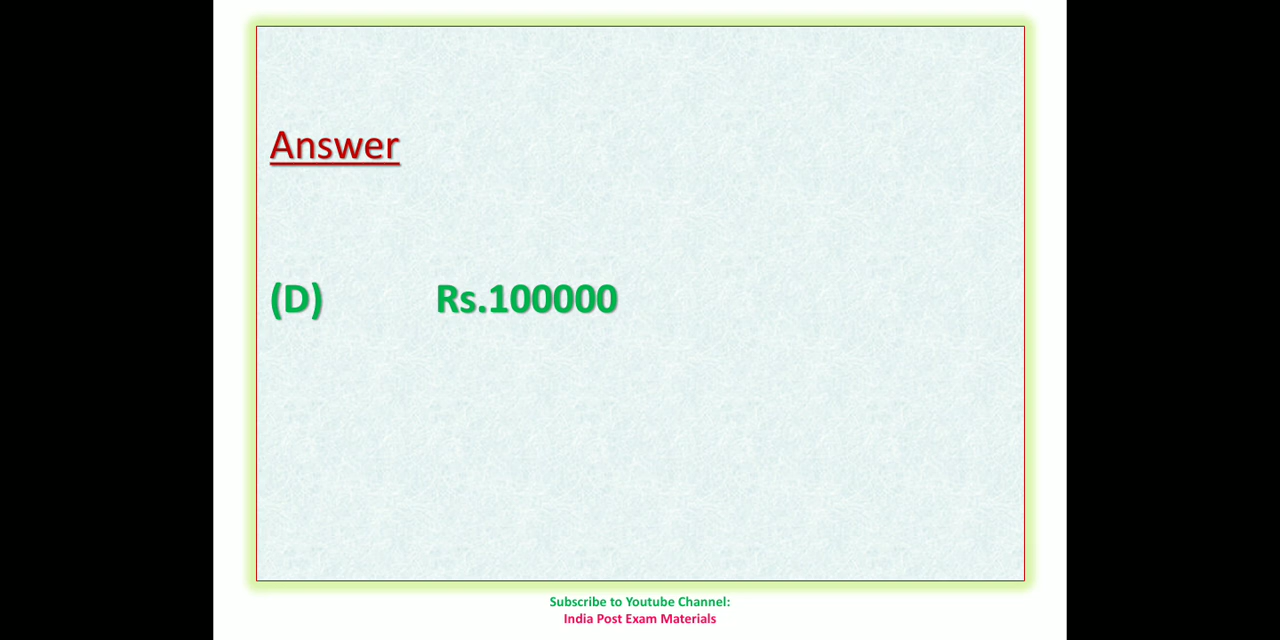 Answer
(D) Rs.100000
Subscribe to Youtube Channel:
India Post Exam Materials